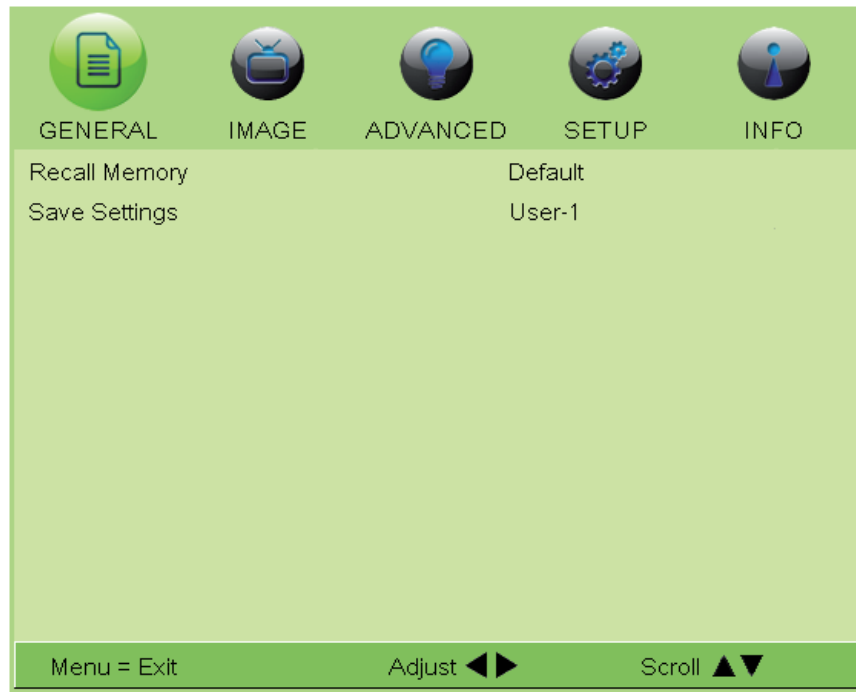 GENERAL IMAGE ADVANCED SETUP INFO
Recall Memory Default
Save Settings User-1
Menu = Exit Adjust ◀▶ Scroll ▲▼